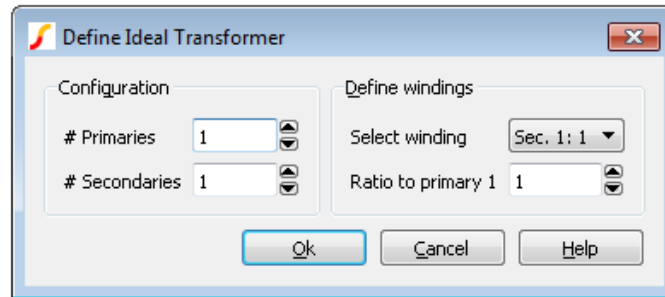 Define Ideal Transformer
Configuration
# Primaries 1
# Secondaries 1
Define windings
Select winding Sec. 1: 1
Ratio to primary 1 1
Ok Cancel Help